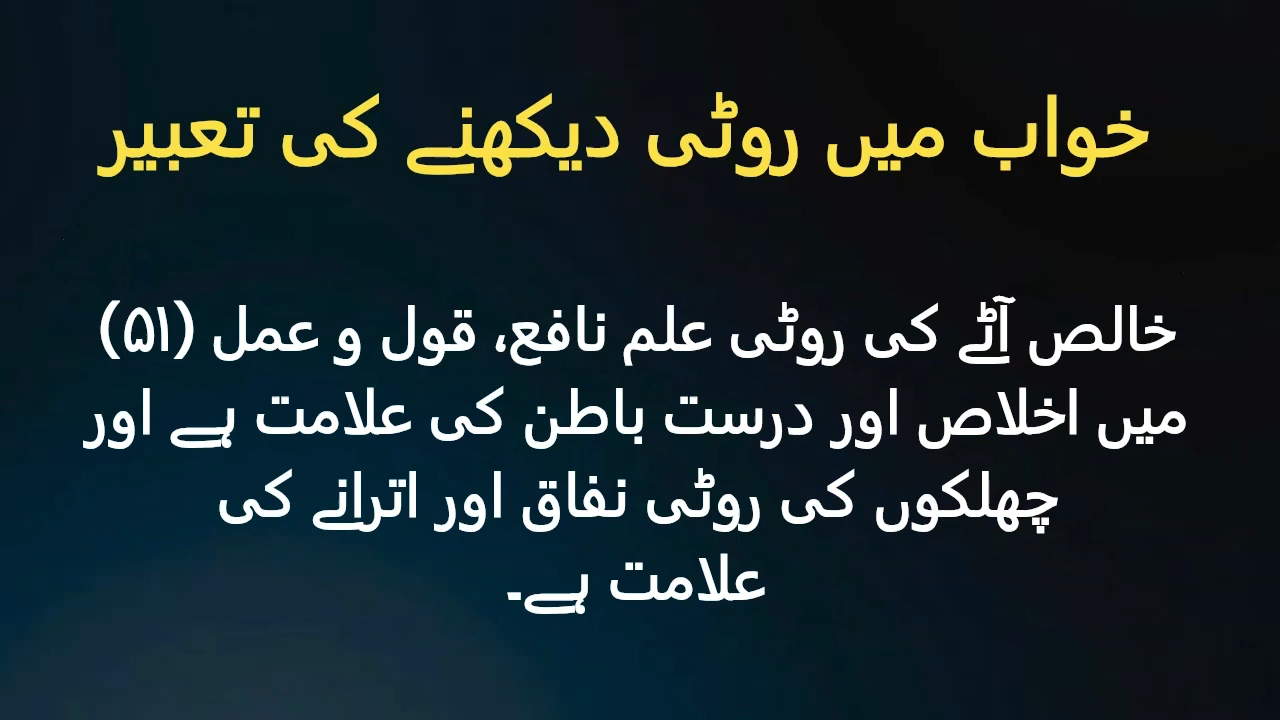 خواب میں روٹی دیکھنے کی تعبیر
خالص آٹے کی روٹی علم نافع، قول و عمل (۵۱)
میں اخلاص اور درست باطن کی علامت ہے اور
چھلکوں کی روٹی نفاق اور اترانے کی
علامت ہے۔